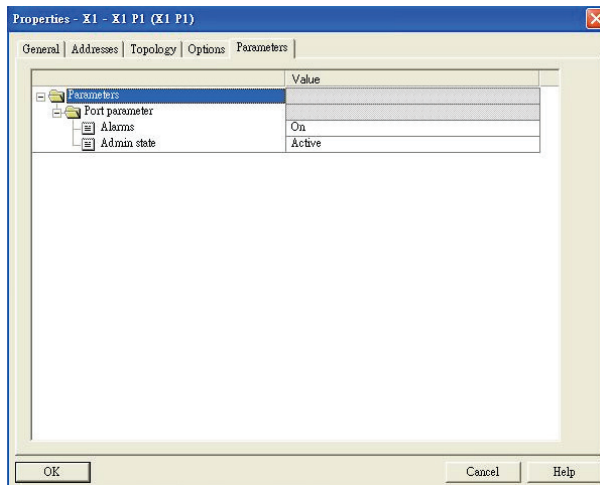 Properties - X1 - X1 P1 (X1 P1)
General Addresses Topology Options Parameters
Value
Parameters
Port parameter
Alarms On
Admin state Active
OK Cancel Help